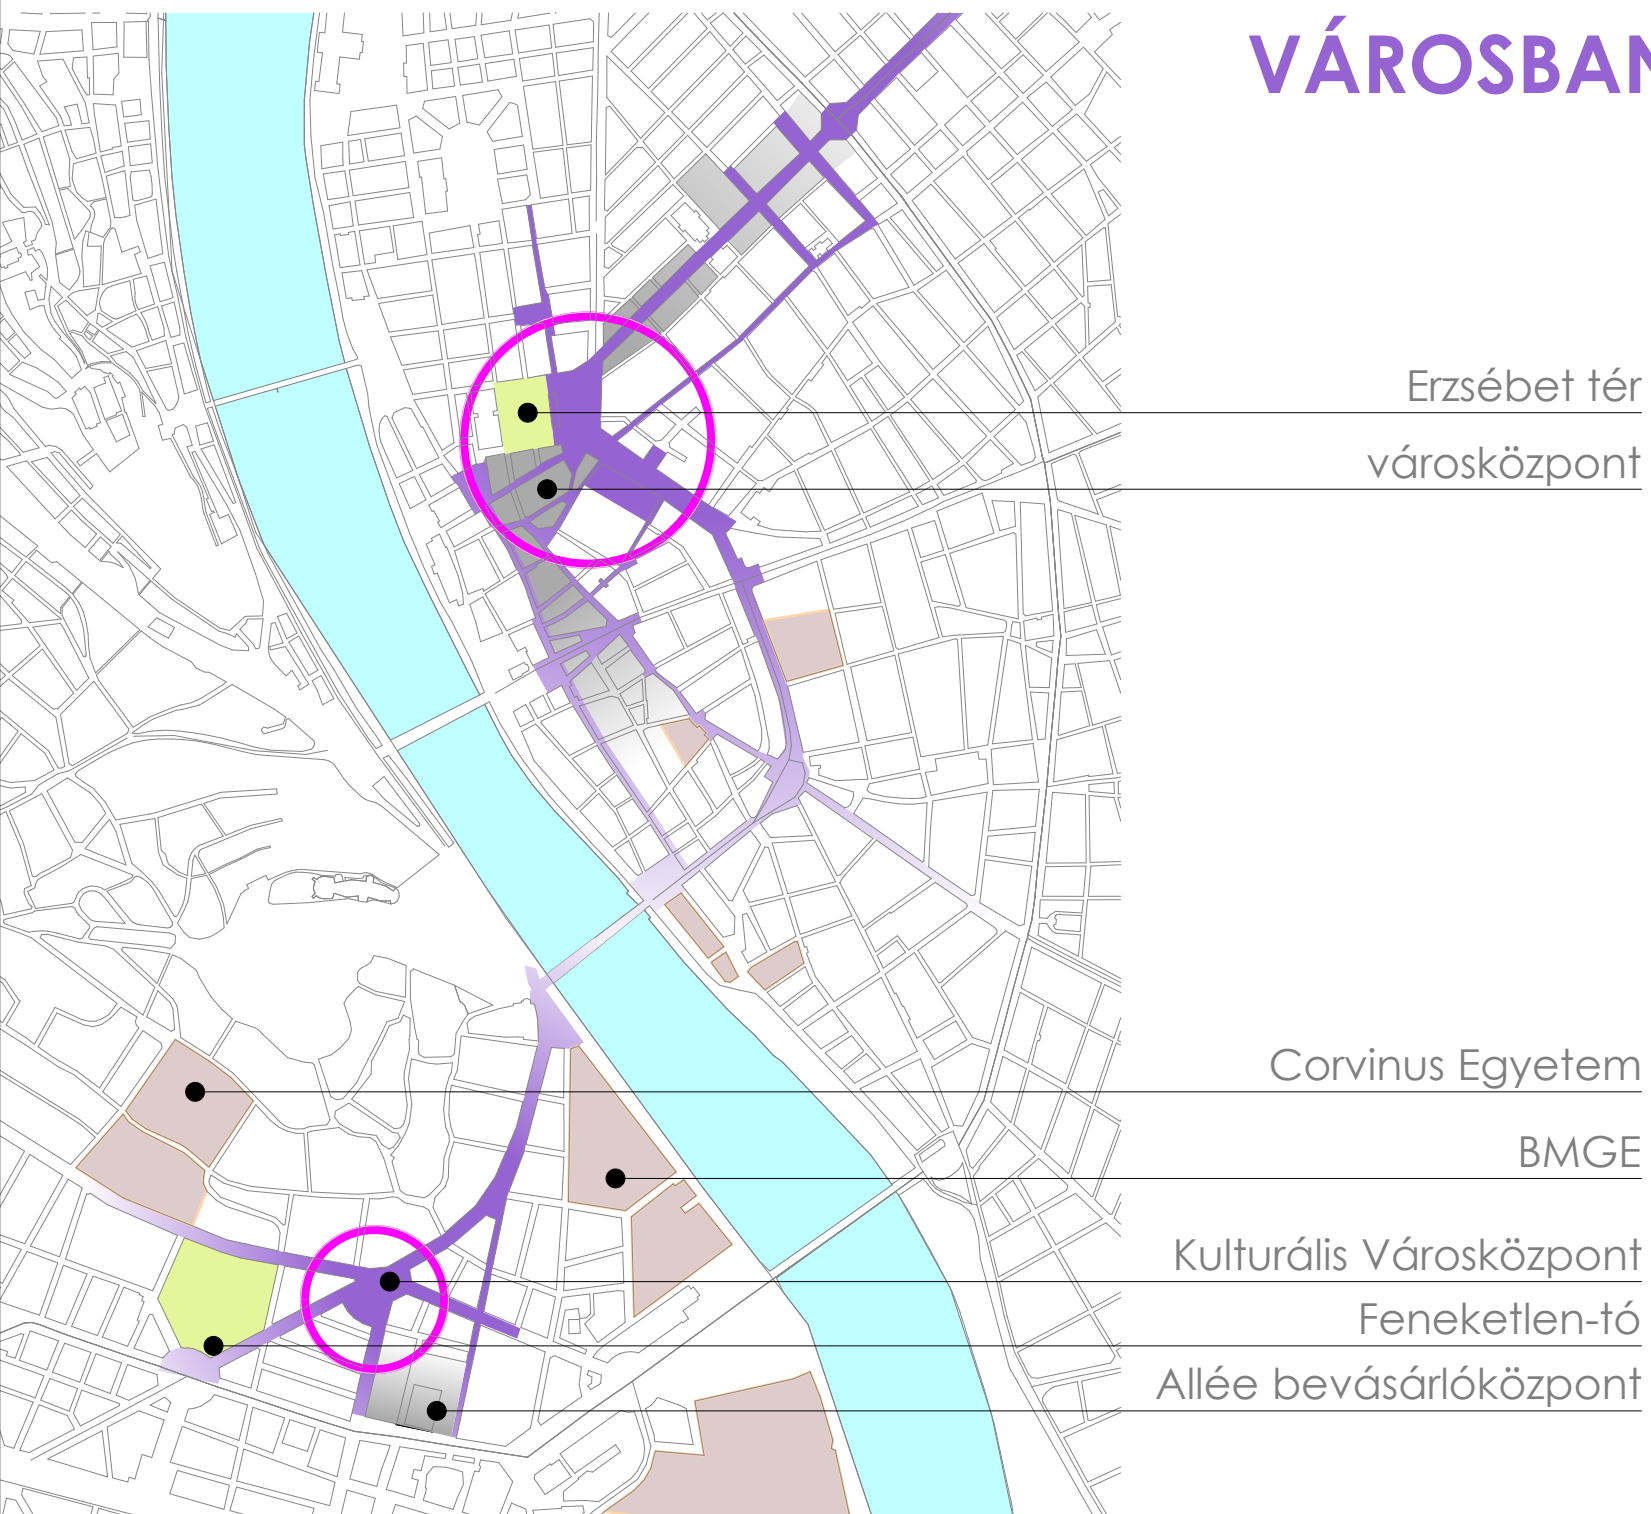 VÁROSBAN
Erzsébet tér
városközpont
Corvinus Egyetem
BMGE
Kulturális Városközpont
Feneketlen-tó
Allée bevásárlóközpont